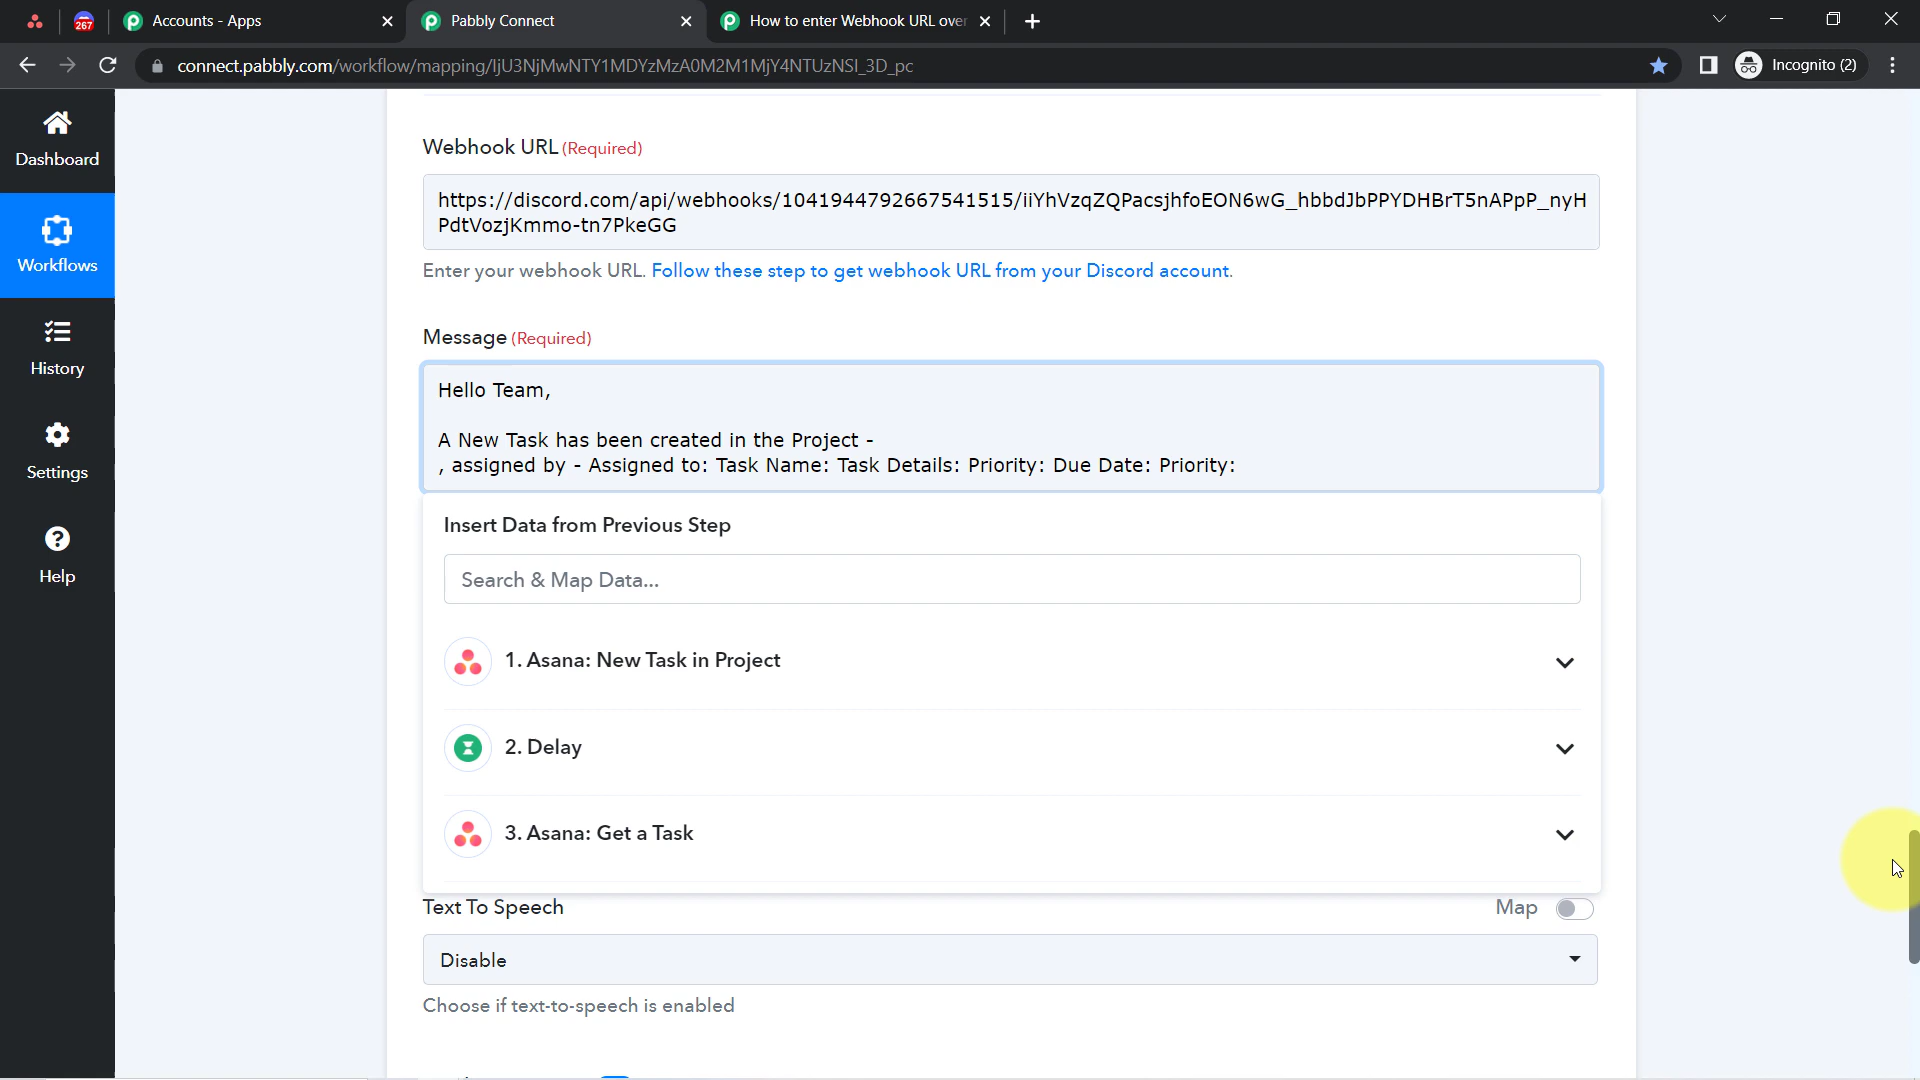 267
Accounts - Apps
Pabbly Connect
How to enter Webhook URL over
connect.pabbly.com/workflow/mapping/IjU3NjMwNTY1MDYzMzA0M2M1MjY4NTUzNSI_3D_pc
Incognito (2)
Dashboard
Workflows
History
Settings
Help
Webhook URL (Required)
https://discord.com/api/webhooks/1041944792667541515/iiYhVzqZQPacsjhfoEON6wG_hbbdJbPPYDHBrT5nAPpP_nyH
PdtVozjKmmo-tn7PkeGG
Enter your webhook URL. Follow these step to get webhook URL from your Discord account.
Message (Required)
Hello Team,
A New Task has been created in the Project -
, assigned by - Assigned to: Task Name: Task Details: Priority: Due Date: Priority:
Insert Data from Previous Step
Search & Map Data...
1. Asana: New Task in Project
2. Delay
3. Asana: Get a Task
Text To Speech
Map
Disable
Choose if text-to-speech is enabled